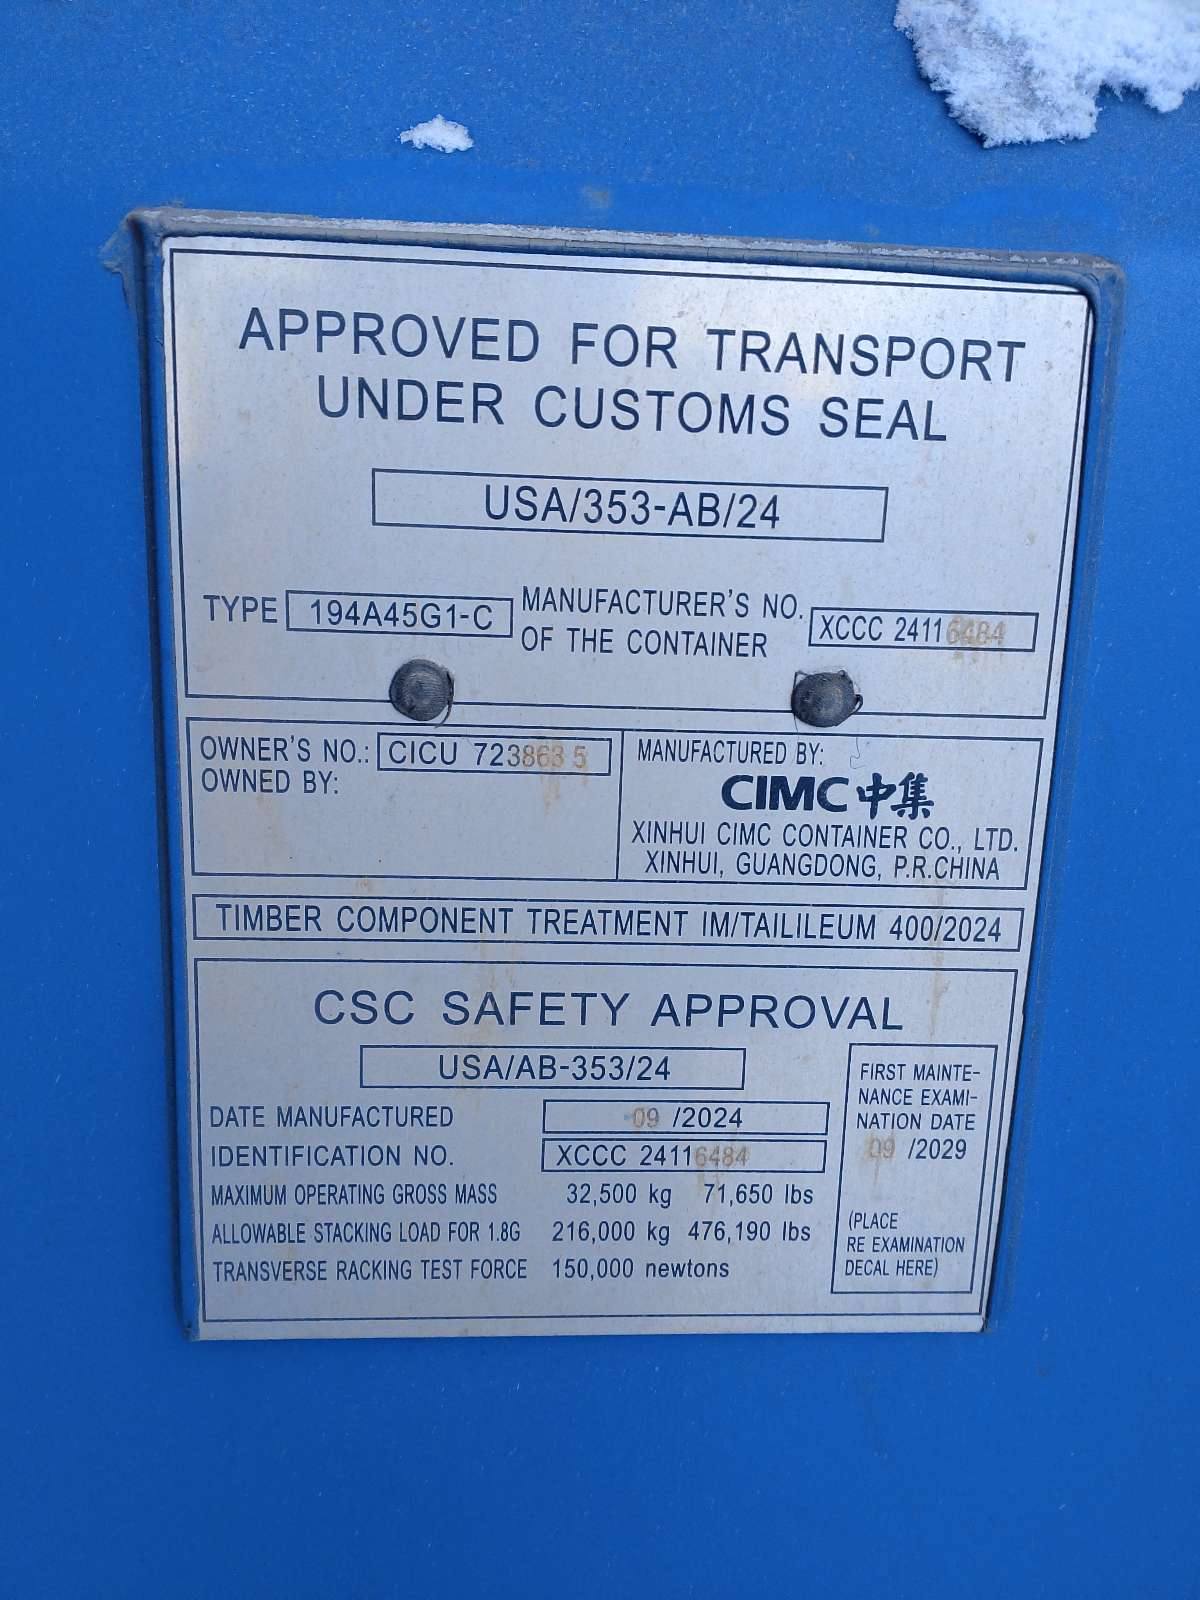 APPROVED FOR TRANSPORT
UNDER CUSTOMS SEAL
USA/353-AB/24
TYPE 194A45G1-C MANUFACTURER'S NO. OF THE CONTAINER XCCC 24116484
OWNER'S NO.: CICU 723863 5
OWNED BY:
MANUFACTURED BY:
CIMC中集
XINHUI CIMC CONTAINER CO., LTD.
XINHUI, GUANGDONG, P.R.CHINA
TIMBER COMPONENT TREATMENT IM/TAILILEUM 400/2024
CSC SAFETY APPROVAL
USA/AB-353/24
DATE MANUFACTURED 09 /2024
IDENTIFICATION NO. XCCC 24116484
MAXIMUM OPERATING GROSS MASS 32,500 kg 71,650 lbs
ALLOWABLE STACKING LOAD FOR 1.8G 216,000 kg 476,190 lbs
TRANSVERSE RACKING TEST FORCE 150,000 newtons
FIRST MAINTE-
NANCE EXAMI-
NATION DATE
09 /2029
(PLACE
RE EXAMINATION
DECAL HERE)